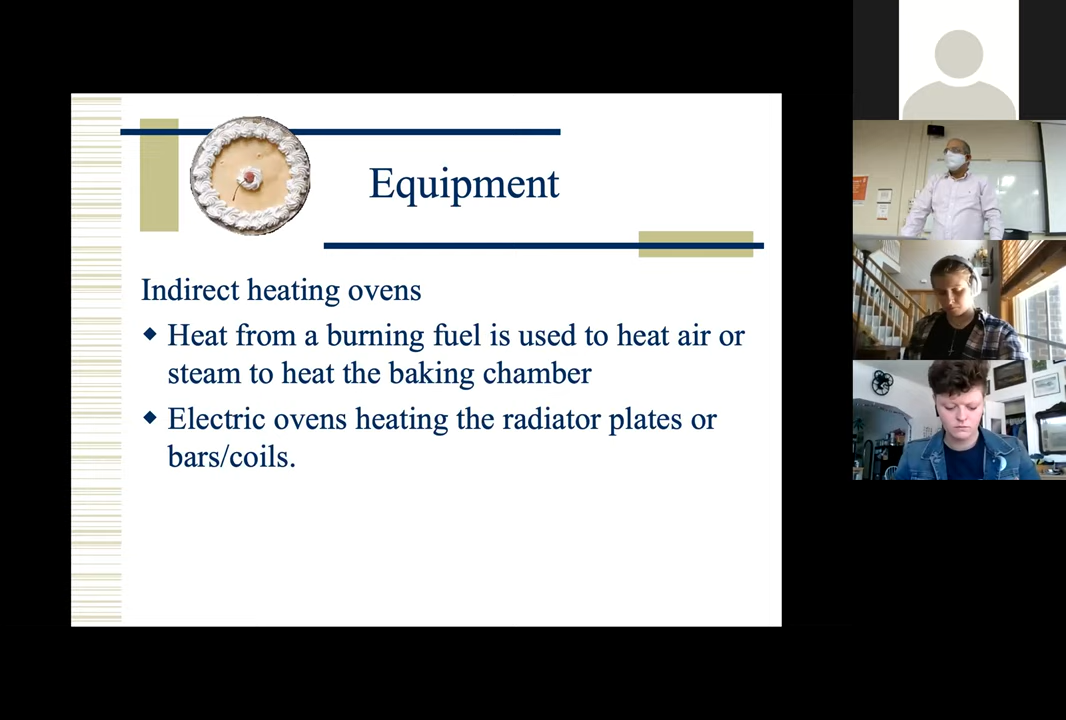 Equipment
Indirect heating ovens
◆ Heat from a burning fuel is used to heat air or
steam to heat the baking chamber
◆ Electric ovens heating the radiator plates or
bars/coils.